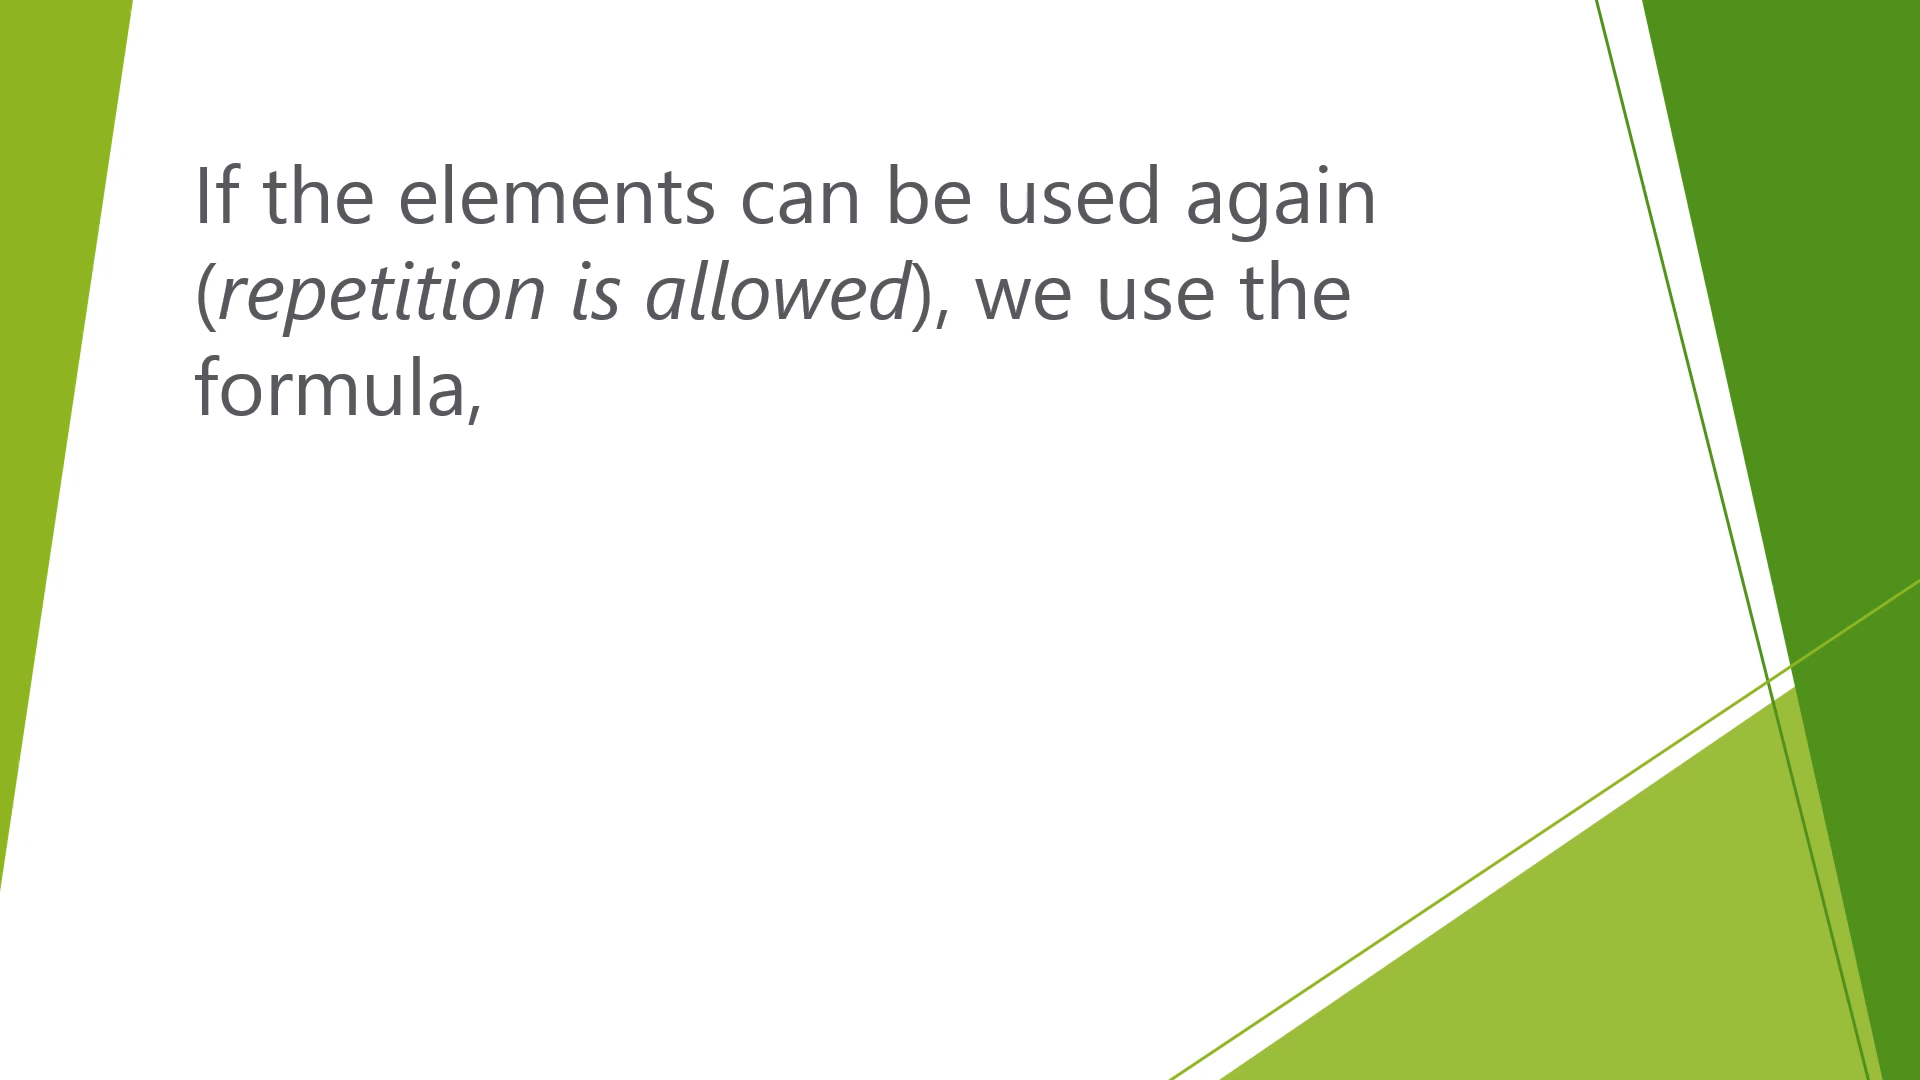 If the elements can be used again
(repetition is allowed), we use the
formula,